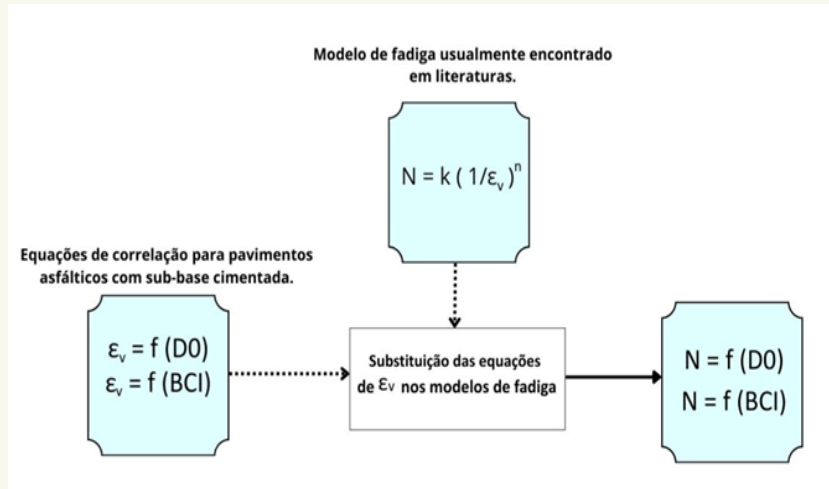 Modelo de fadiga usualmente encontrado
em literaturas.
N = k ( 1/εᵥ)ⁿ
Equações de correlação para pavimentos
asfálticos com sub-base cimentada.
εᵥ = f (D0)
εᵥ = f (BCI)
Substituição das equações
de εv nos modelos de fadiga
N = f (D0)
N = f (BCI)